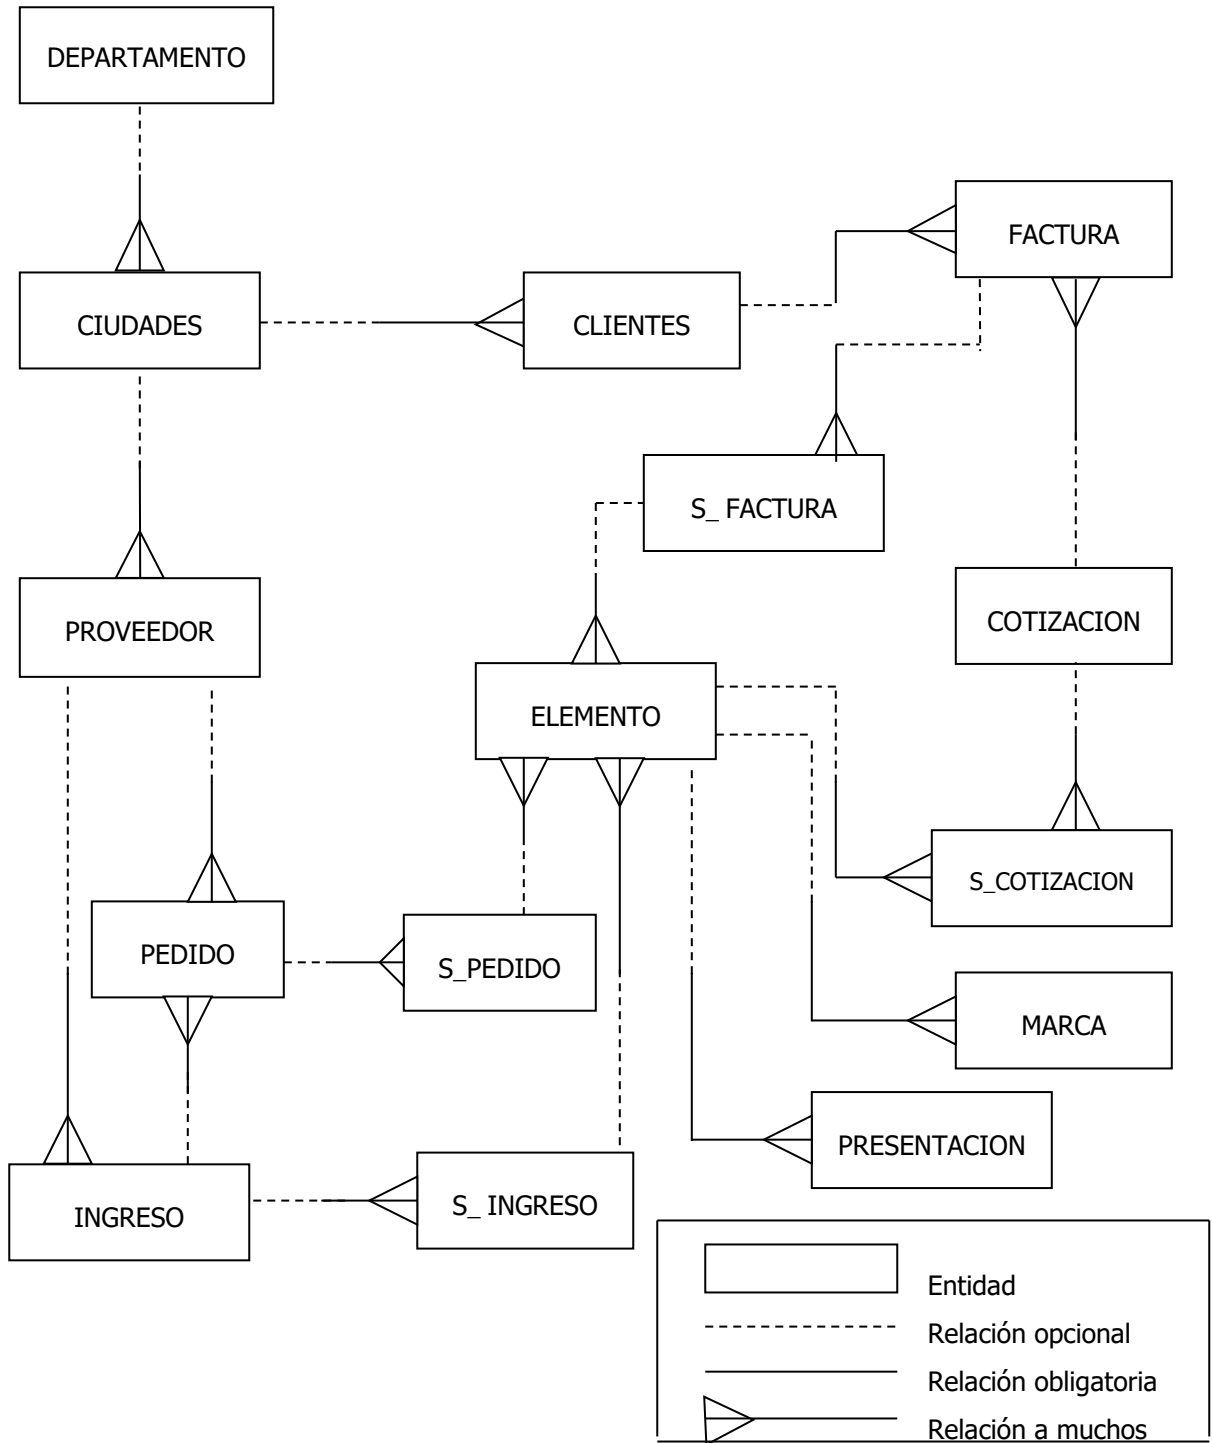 DEPARTAMENTO
FACTURA
CIUDADES
CLIENTES
S_ FACTURA
PROVEEDOR
COTIZACION
ELEMENTO
S_COTIZACION
PEDIDO
S_PEDIDO
MARCA
PRESENTACION
INGRESO
S_ INGRESO
Entidad
Relación opcional
Relación obligatoria
Relación a muchos